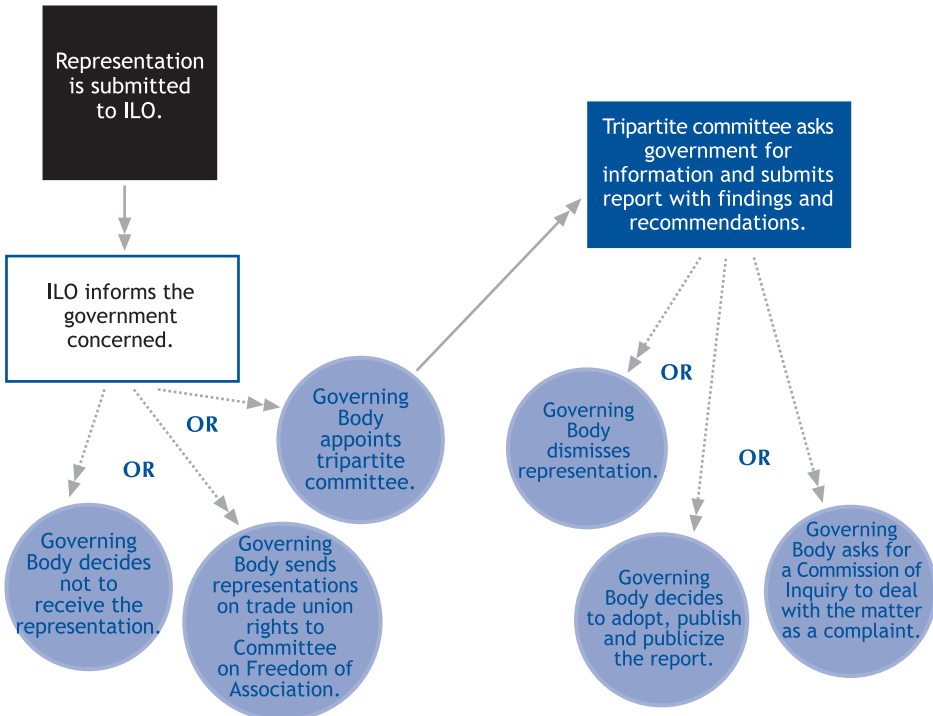 Representation
is submitted
to ILO.
ILO informs the
government
concerned.
OR
OR
Governing
Body decides
not to
receive the
representation.
Governing
Body sends
representations
on trade union
rights to
Committee
on Freedom of
Association.
Governing
Body
appoints
tripartite
committee.
Tripartite committee asks
government for
information and submits
report with findings and
recommendations.
OR
OR
Governing
Body
dismisses
representation.
Governing
Body decides
to adopt, publish
and publicize
the report.
Governing
Body asks for
a Commission of
Inquiry to deal
with the matter
as a complaint.